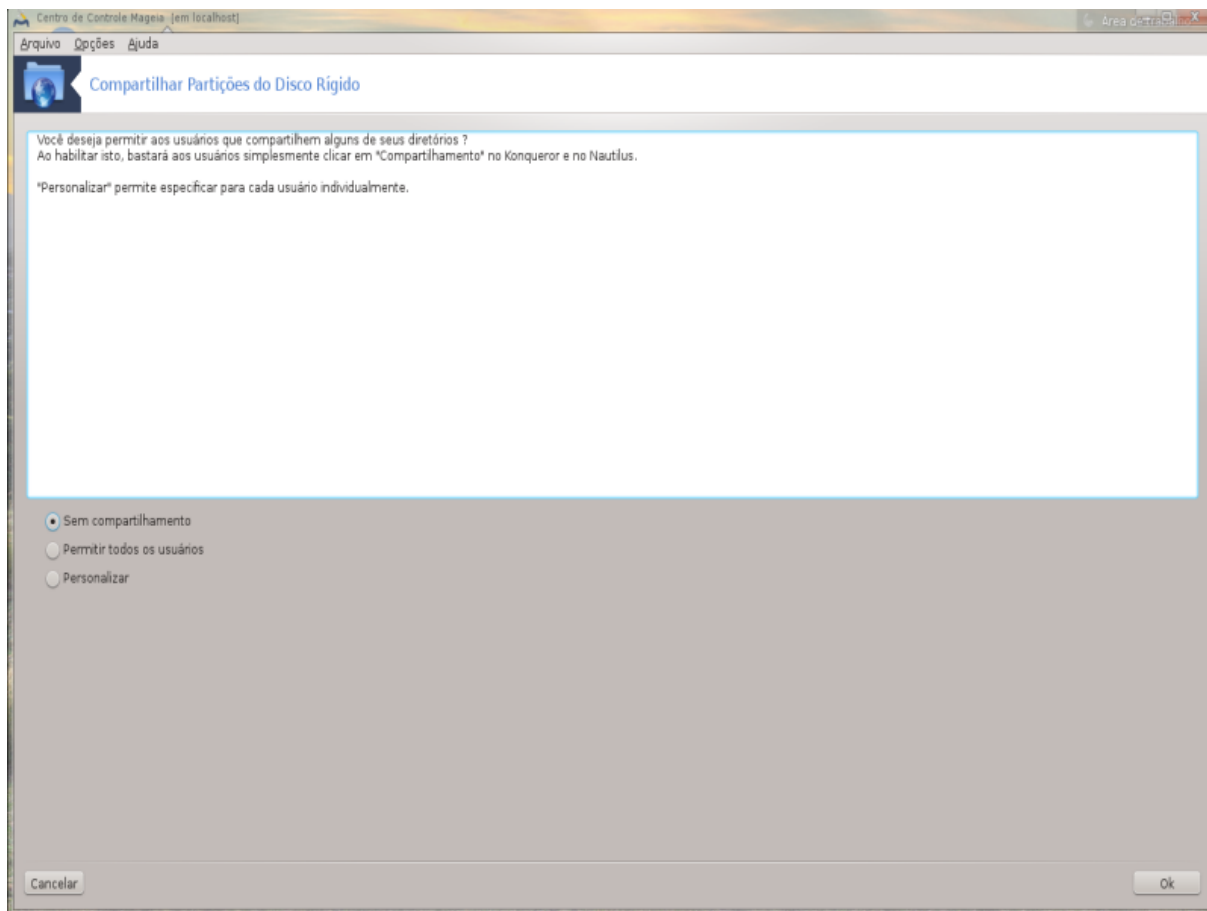 Centro de Controle Mageia [em localhost]
Arquivo Opções Ajuda
Compartilhar Partições do Disco Rígido
Você deseja permitir aos usuários que compartilhem alguns de seus diretórios ?
Ao habilitar isto, bastará aos usuários simplesmente clicar em "Compartilhamento" no Konqueror e no Nautilus.
"Personalizar" permite especificar para cada usuário individualmente.
Sem compartilhamento
Permitir todos os usuários
Personalizar
Cancelar
Ok